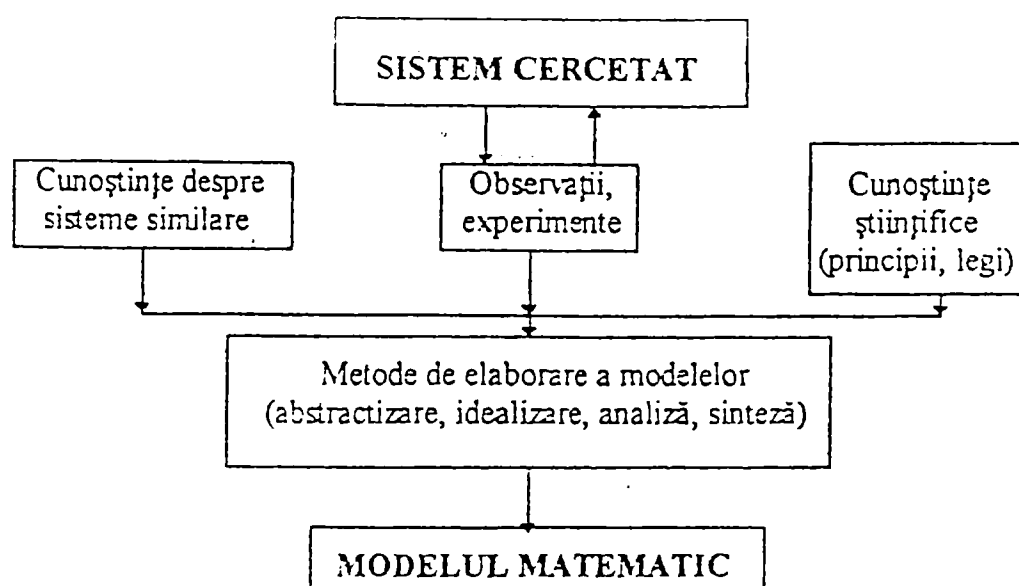 SISTEM CERCETAT
Cunoştinţe despre
sisteme similare
Observaţii,
experimente
Cunoştinţe
ştiinţifice
(principii, legi)
Metode de elaborare a modelelor
(abstractizare, idealizare, analiză, sinteză)
MODELUL MATEMATIC